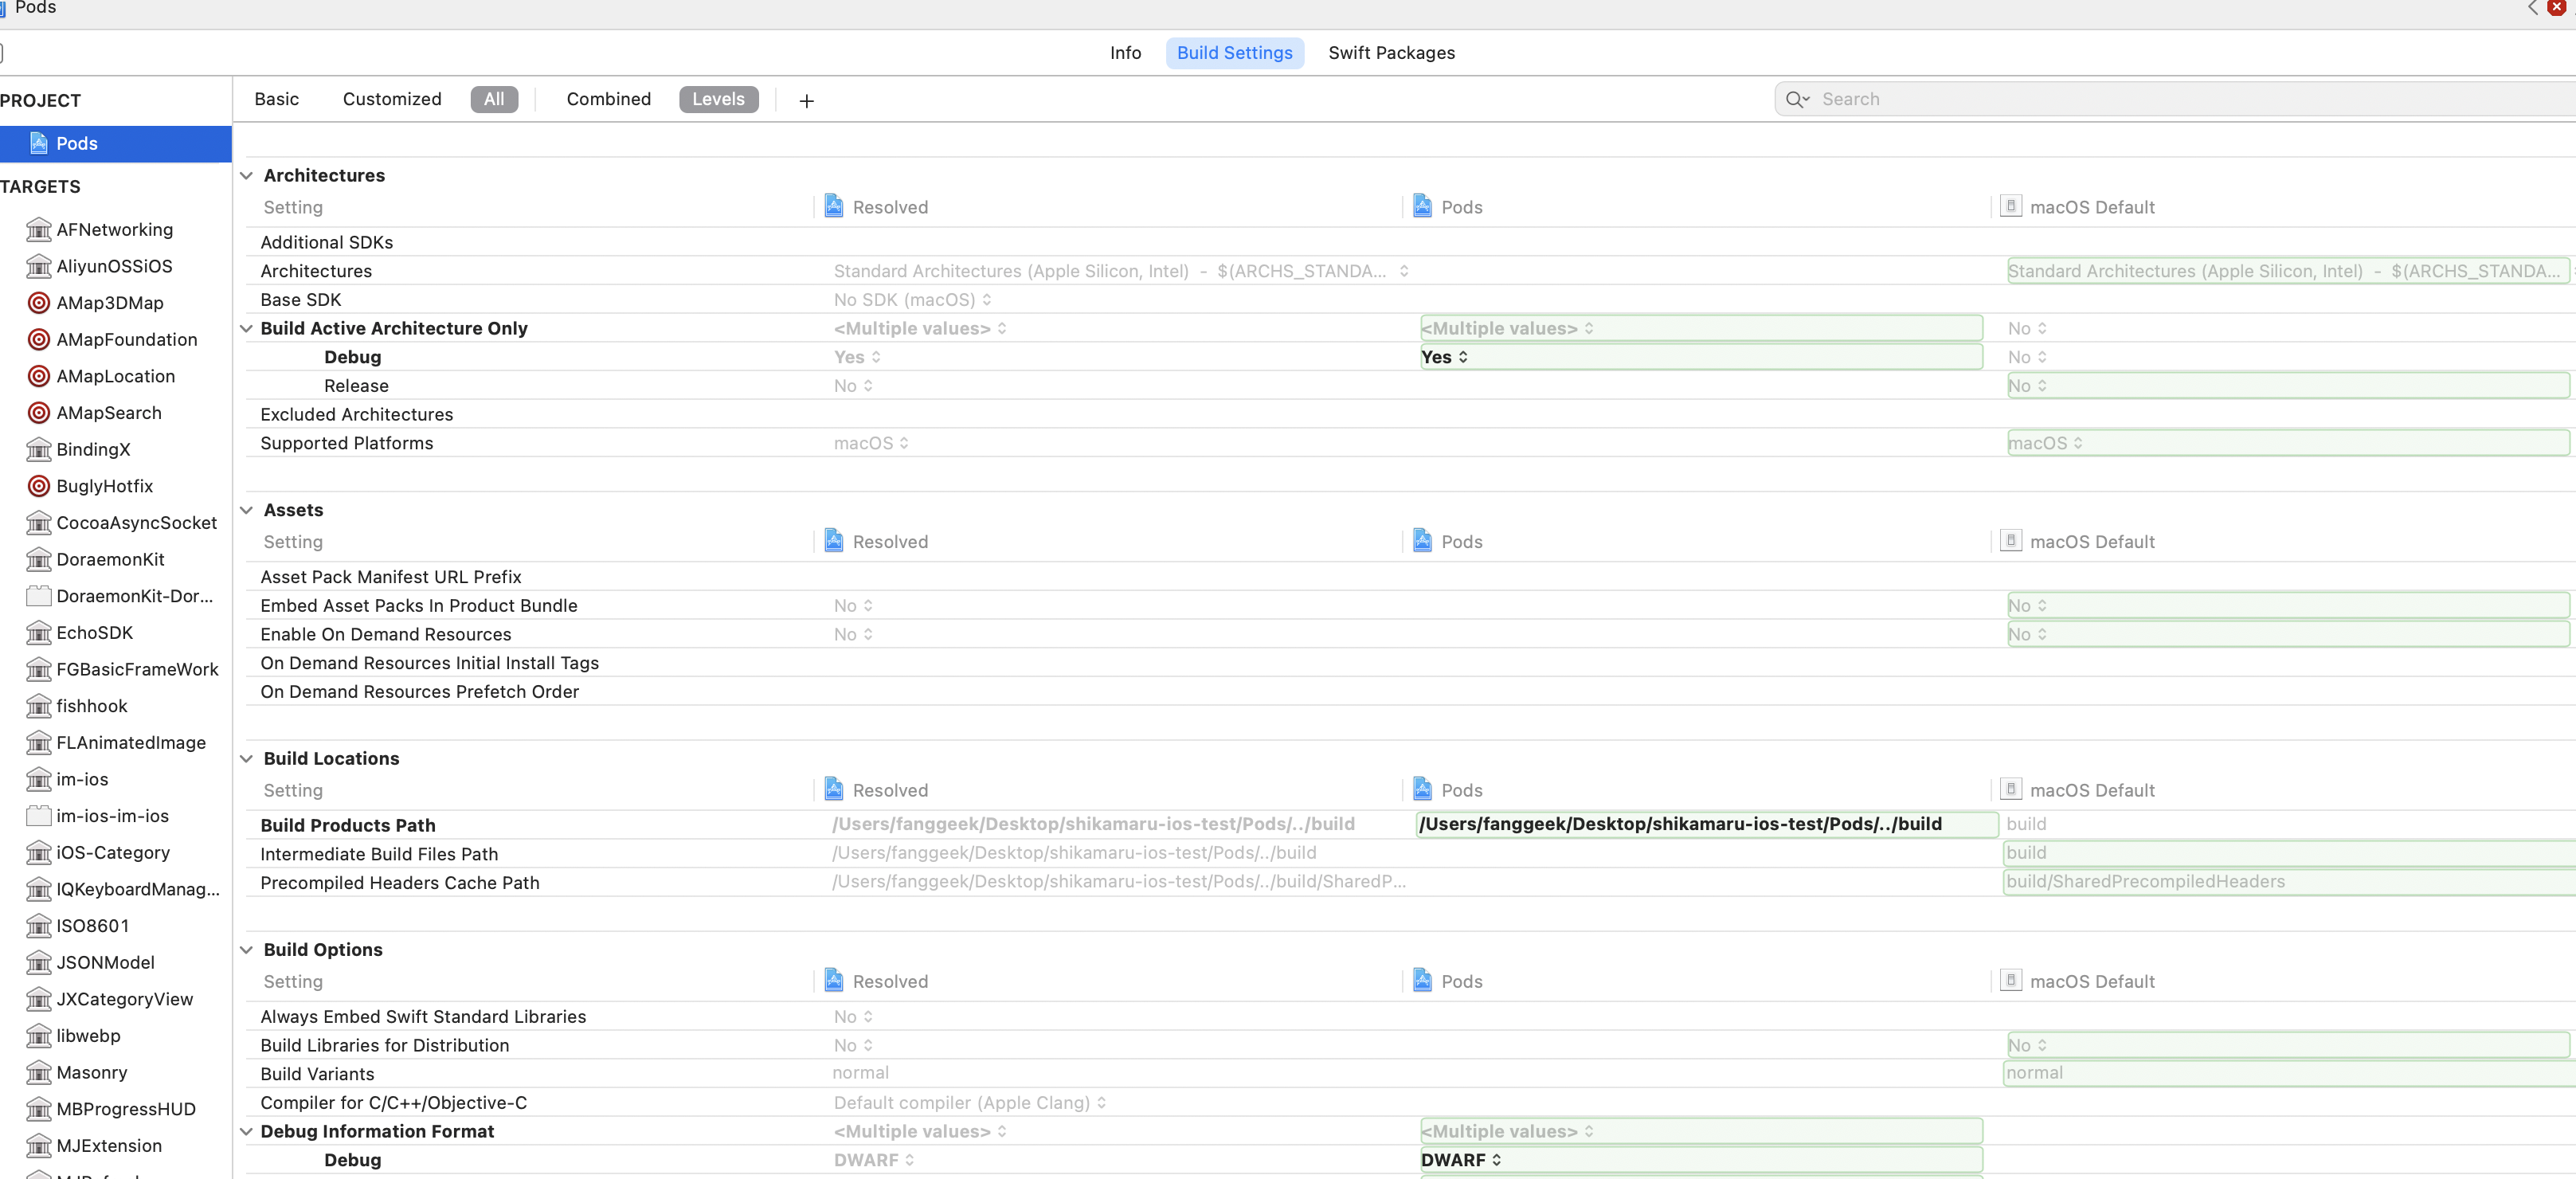 Pods
Info Build Settings Swift Packages
PROJECT
Pods
TARGETS
AFNetworking
AliyunOSSiOS
AMap3DMap
AMapFoundation
AMapLocation
AMapSearch
BindingX
BuglyHotfix
CocoaAsyncSocket
DoraemonKit
DoraemonKit-Dor...
EchoSDK
FGBasicFrameWork
fishhook
FLAnimatedImage
im-ios
im-ios-im-ios
iOS-Category
IQKeyboardManag...
ISO8601
JSONModel
JXCategoryView
libwebp
Masonry
MBProgressHUD
MJExtension
Basic Customized All Combined Levels + Search
Architectures
Setting Resolved Pods macOS Default
Additional SDKs
Architectures Standard Architectures (Apple Silicon, Intel) - $(ARCHS_STANDA... Standard Architectures (Apple Silicon, Intel) - $(ARCHS_STANDA...
Base SDK No SDK (macOS)
Build Active Architecture Only <Multiple values> <Multiple values> No
Debug Yes Yes No
Release No No
Excluded Architectures
Supported Platforms macOS macOS
Assets
Setting Resolved Pods macOS Default
Asset Pack Manifest URL Prefix
Embed Asset Packs In Product Bundle No No
Enable On Demand Resources No No
On Demand Resources Initial Install Tags
On Demand Resources Prefetch Order
Build Locations
Setting Resolved Pods macOS Default
Build Products Path /Users/fanggeek/Desktop/shikamaru-ios-test/Pods/../build /Users/fanggeek/Desktop/shikamaru-ios-test/Pods/../build build
Intermediate Build Files Path /Users/fanggeek/Desktop/shikamaru-ios-test/Pods/../build build
Precompiled Headers Cache Path /Users/fanggeek/Desktop/shikamaru-ios-test/Pods/../build/SharedP... build/SharedPrecompiledHeaders
Build Options
Setting Resolved Pods macOS Default
Always Embed Swift Standard Libraries No
Build Libraries for Distribution No No
Build Variants normal normal
Compiler for C/C++/Objective-C Default compiler (Apple Clang)
Debug Information Format <Multiple values> <Multiple values>
Debug DWARF DWARF